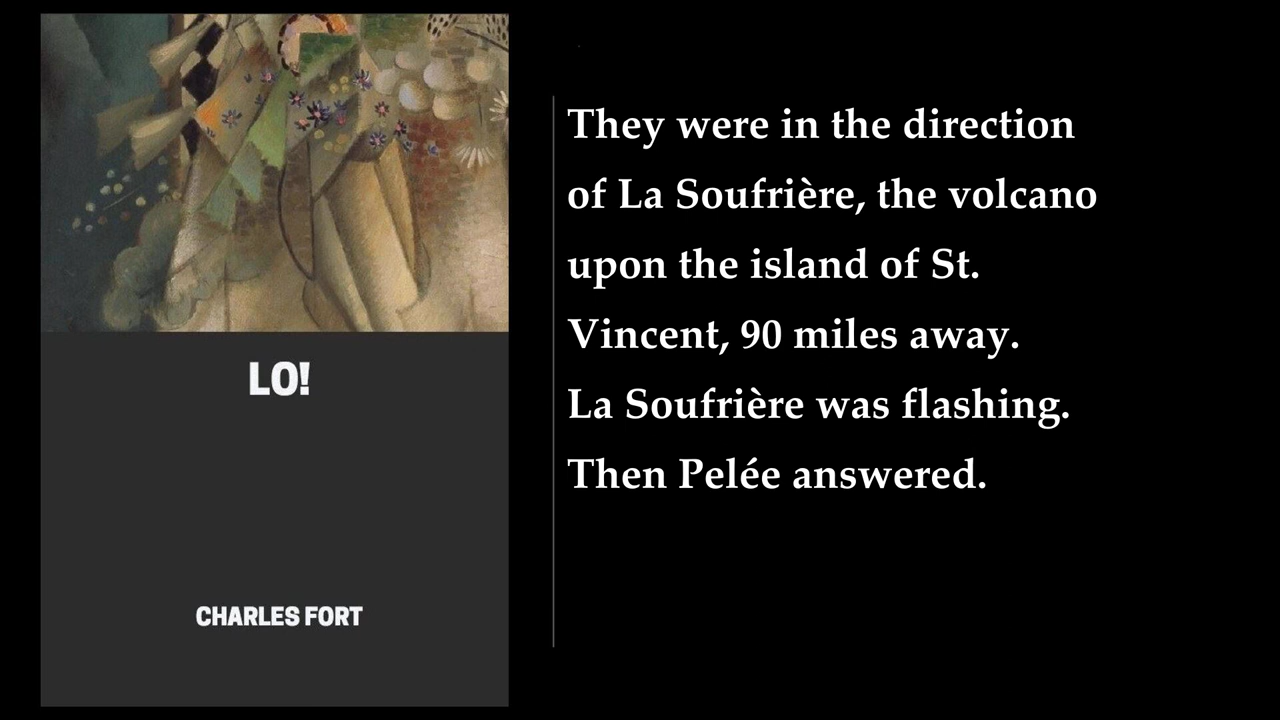 LO!
CHARLES FORT
They were in the direction
of La Soufrière, the volcano
upon the island of St.
Vincent, 90 miles away.
La Soufrière was flashing.
Then Pelée answered.